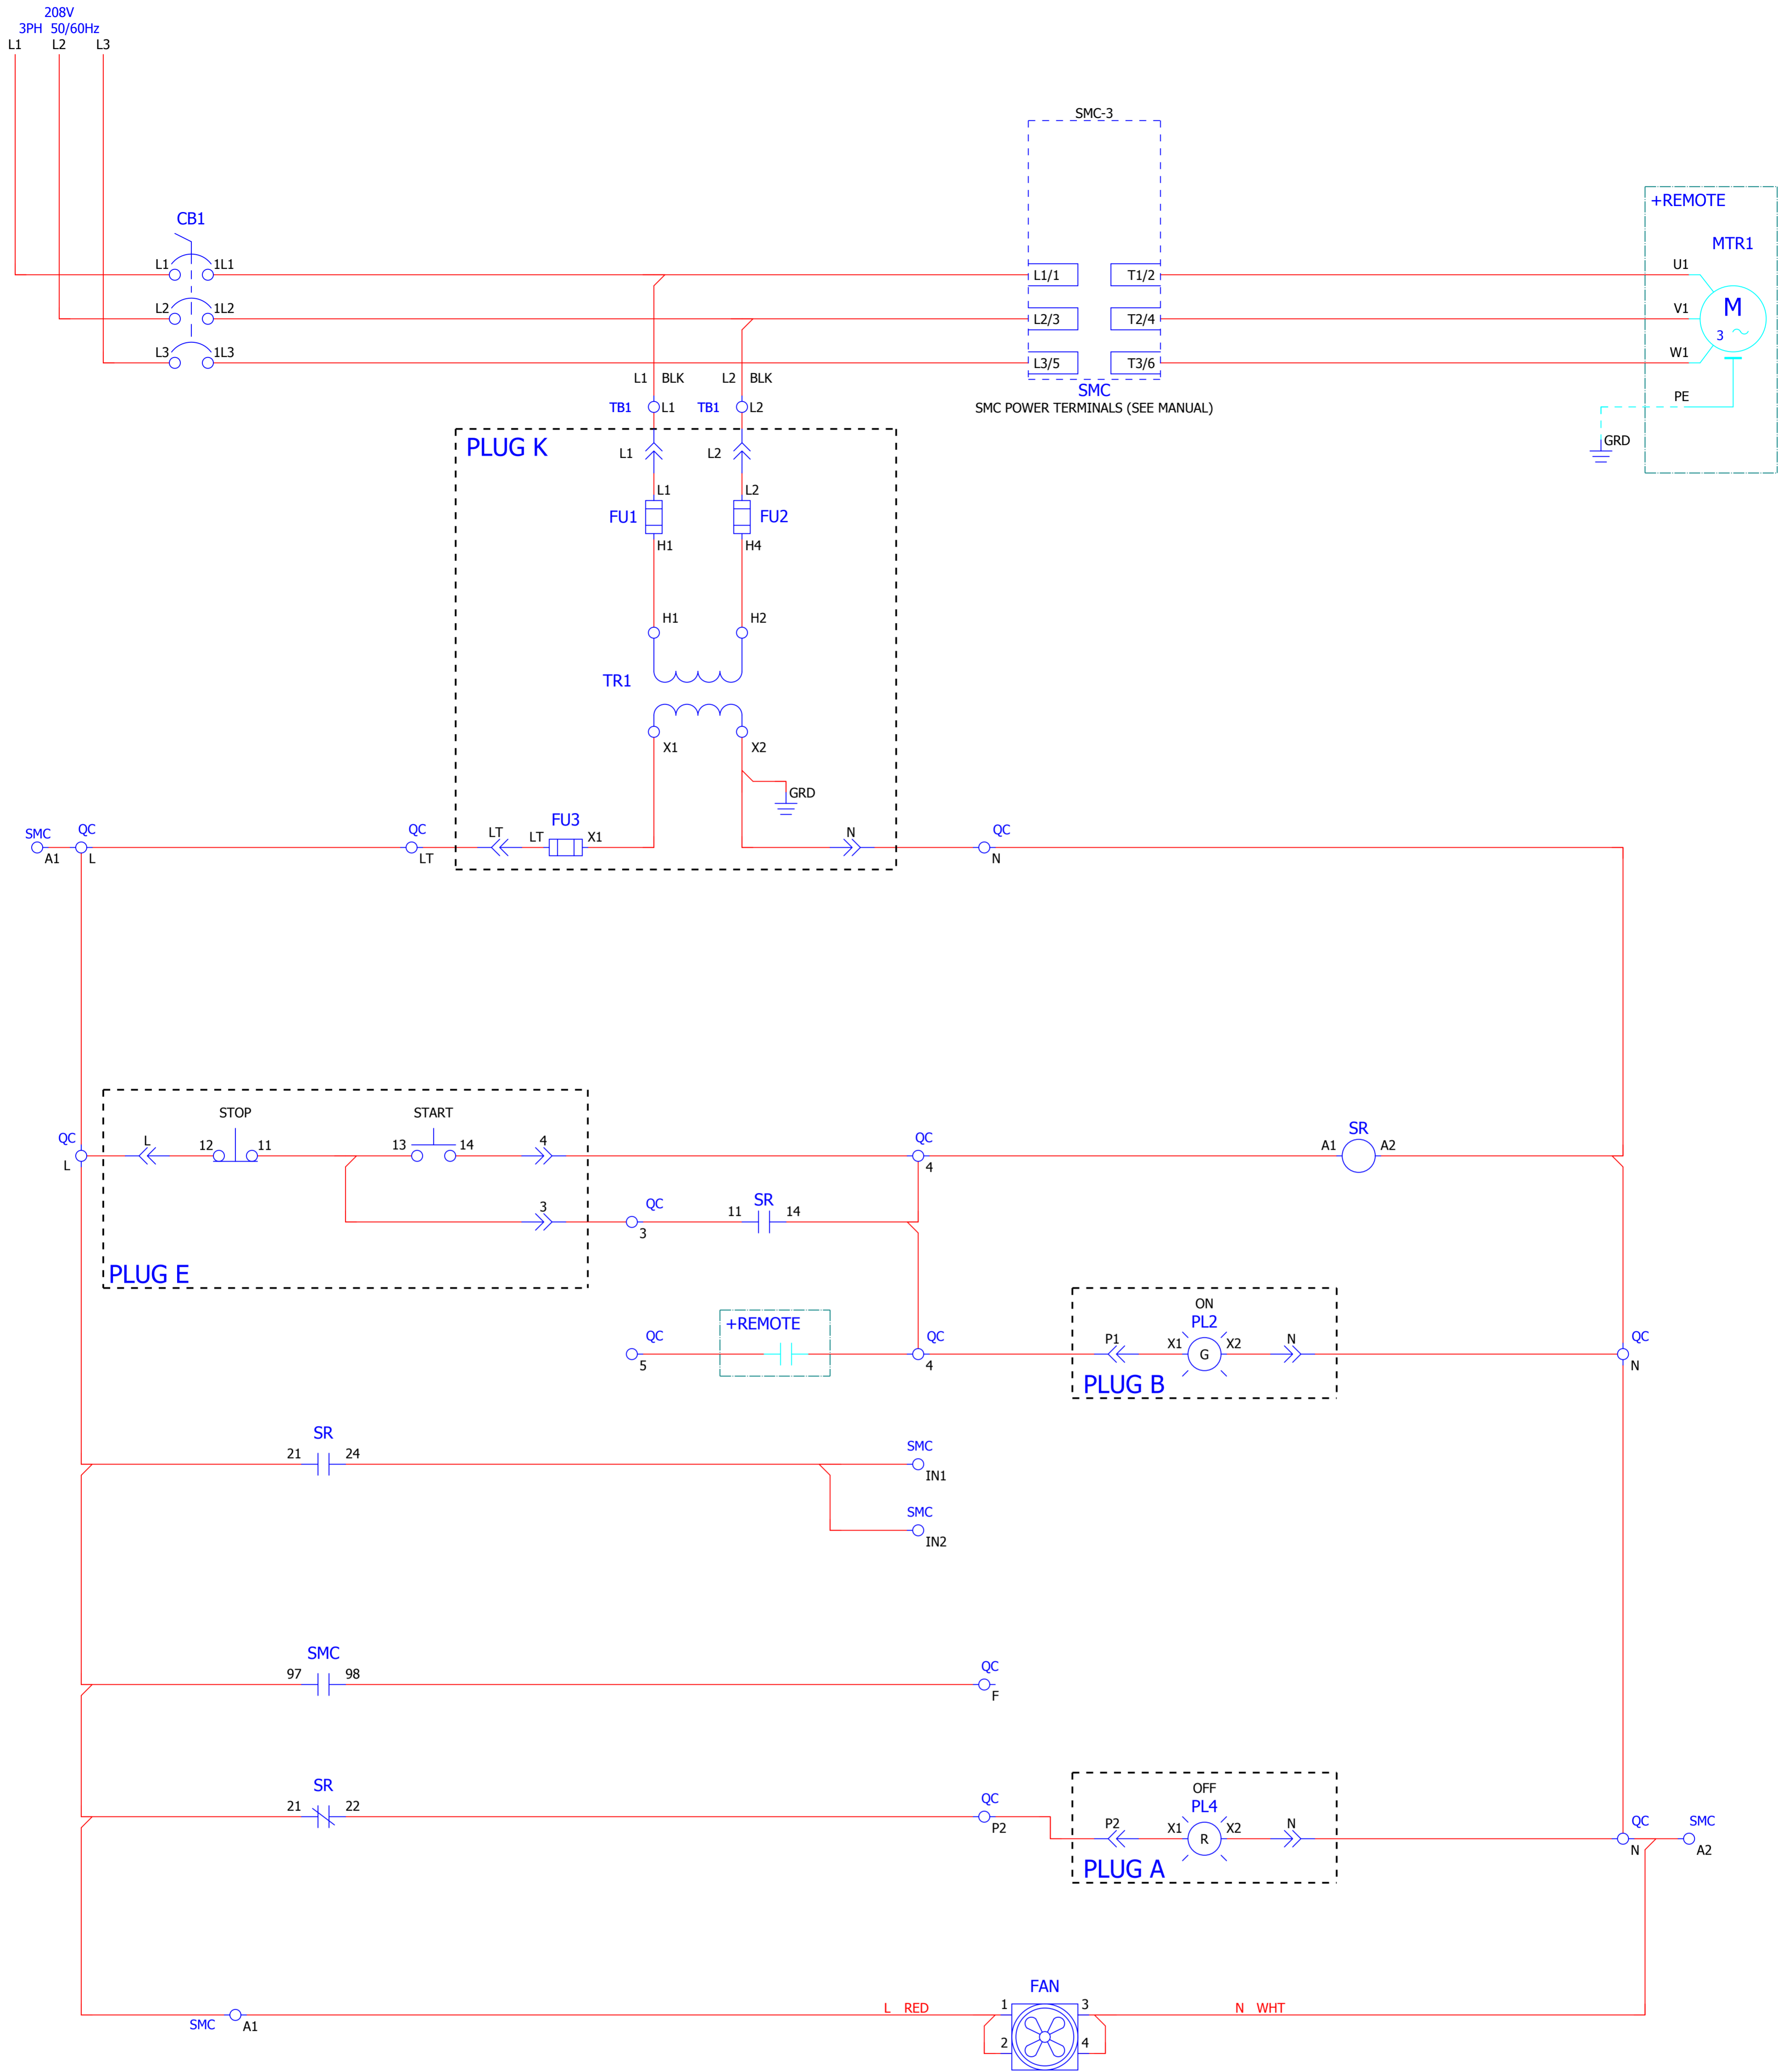 208V
3PH 50/60Hz
L1 L2 L3
SMC-3
+REMOTE
CB1
MTR1
L1 1L1 L1/1 T1/2 U1
L2 1L2 L2/3 T2/4 V1 M
3
L3 1L3 L3/5 T3/6 W1
L1 BLK L2 BLK SMC
PE
TB1 L1 TB1 L2 SMC POWER TERMINALS (SEE MANUAL)
GRD
PLUG K
L1 L2
L1 L2
FU1 FU2
H1 H4
H1 H2
TR1
X1 X2
GRD
FU3
SMC QC QC LT LT X1 N QC
A1 L LT N
STOP START
QC L 12 11 13 14 4 QC SR
A1 A2
L 4
3 QC 11 SR 14
3
PLUG E
ON
+REMOTE PL2
QC QC P1 X1 G X2 N QC
5 4 N
PLUG B
SR
21 24 SMC
IN1
SMC
IN2
SMC
97 98 QC
F
SR OFF
21 22 QC PL4
P2 P2 X1 R X2 N QC SMC
N A2
PLUG A
FAN
L RED 1 3 N WHT
SMC A1
2 4